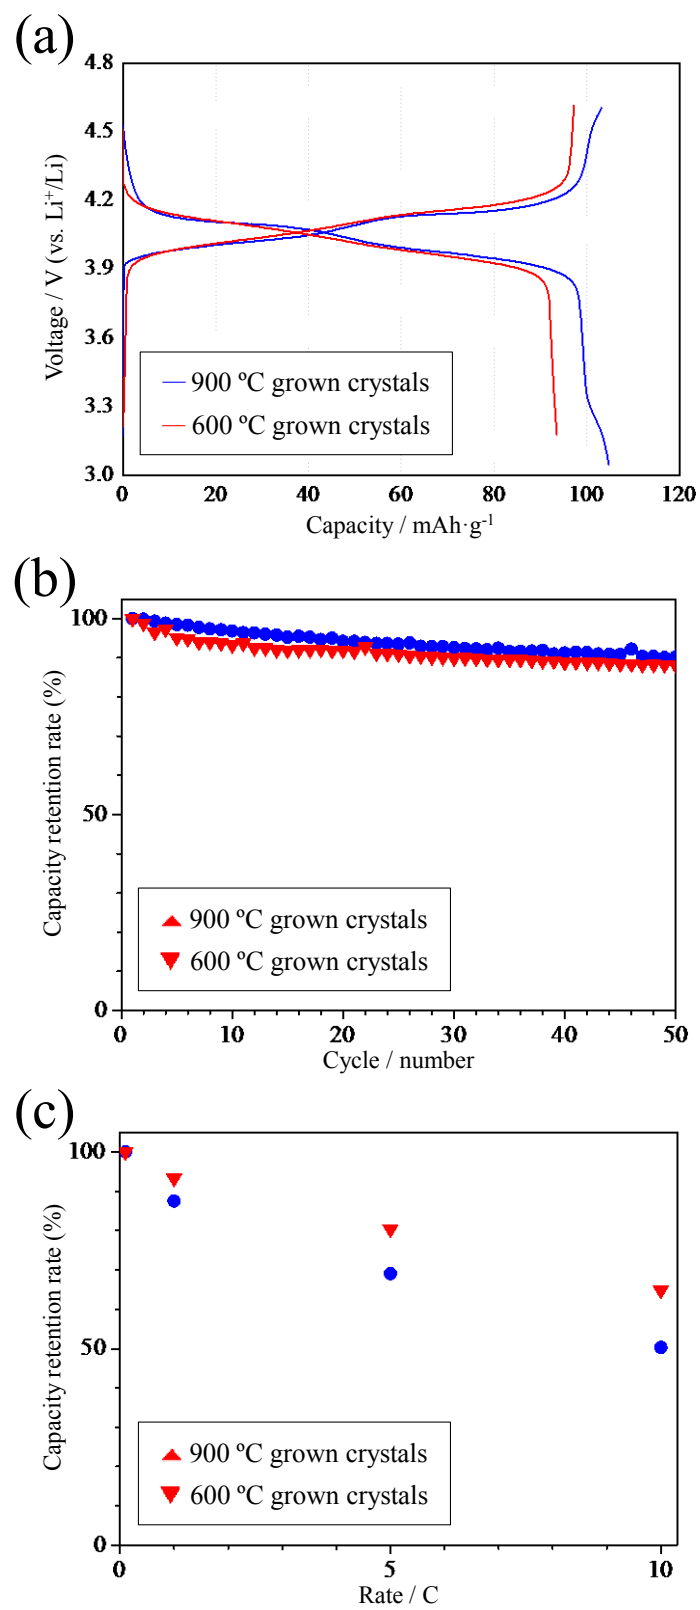 (a)
4.8
4.5
4.2
3.9
3.6
3.3
3.0
Voltage / V (vs. Li⁺/Li)
900 ºC grown crystals
600 ºC grown crystals
0 20 40 60 80 100 120
Capacity / mAh·g⁻¹
(b)
100
50
0
Capacity retention rate (%)
900 ºC grown crystals
600 ºC grown crystals
0 10 20 30 40 50
Cycle / number
(c)
100
50
0
Capacity retention rate (%)
900 ºC grown crystals
600 ºC grown crystals
0 5 10
Rate / C